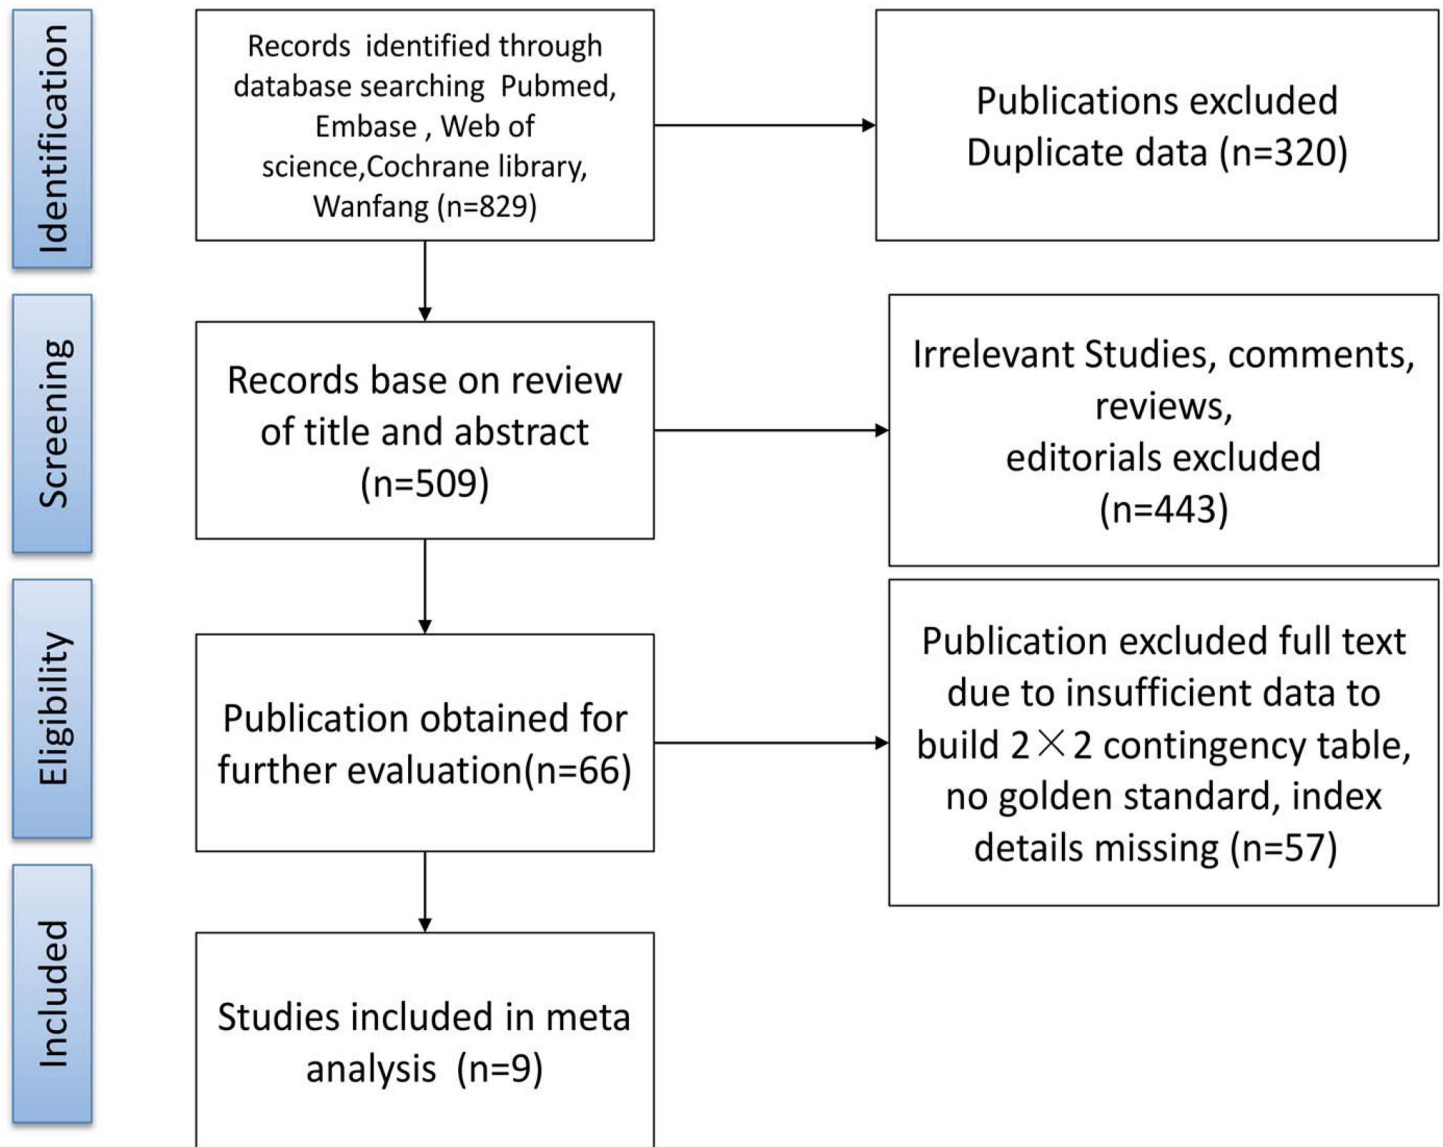 Identification
Records  identified through
database searching  Pubmed,
Embase , Web of
science,Cochrane library,
Wanfang (n=829)
Publications excluded
Duplicate data (n=320)
Screening
Records base on review
of title and abstract
(n=509)
Irrelevant Studies, comments,
reviews,
editorials excluded
(n=443)
Eligibility
Publication obtained for
further evaluation(n=66)
Publication excluded full text
due to insufficient data to
build 2×2 contingency table,
no golden standard, index
details missing (n=57)
Included
Studies included in meta
analysis  (n=9)